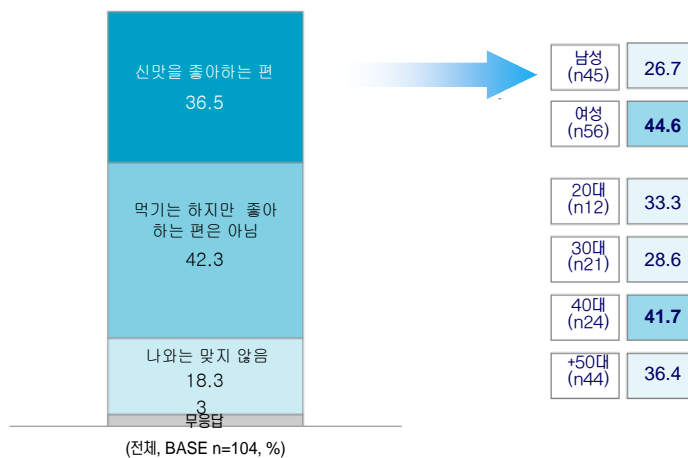 신맛을 좋아하는 편
36.5
먹기는 하지만 좋아
하는 편은 아님
42.3
나와는 맞지 않음
18.3
3
무응답
(전체, BASE n=104, %)
남성
(n45)
26.7
여성
(n56)
44.6
20대
(n12)
33.3
30대
(n21)
28.6
40대
(n24)
41.7
+50대
(n44)
36.4